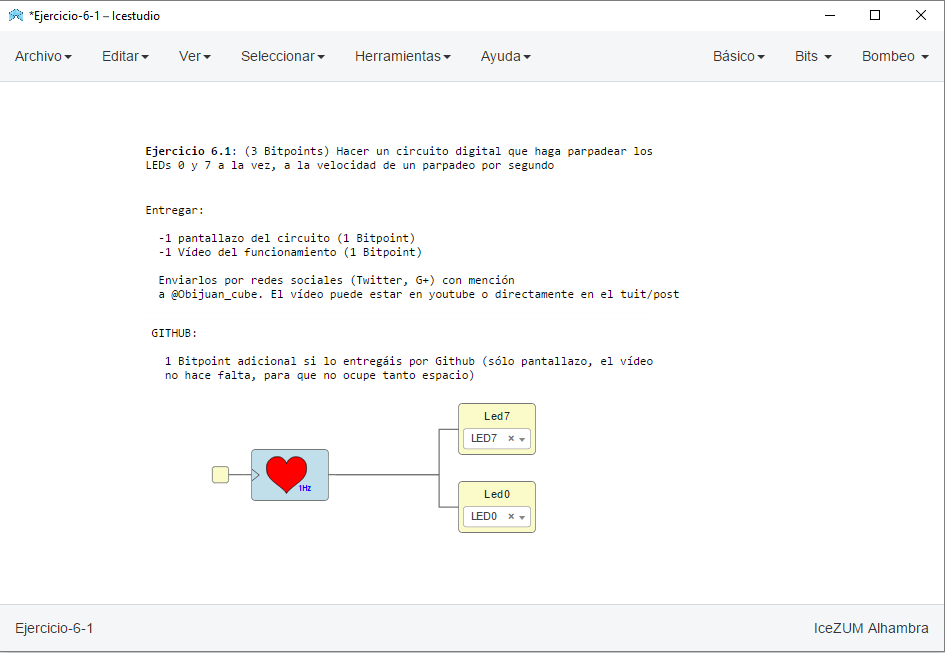 *Ejercicio-6-1 – Icestudio
Archivo Editar Ver Seleccionar Herramientas Ayuda Básico Bits Bombeo
Ejercicio 6.1: (3 Bitpoints) Hacer un circuito digital que haga parpadear los
LEDs 0 y 7 a la vez, a la velocidad de un parpadeo por segundo
Entregar:
-1 pantallazo del circuito (1 Bitpoint)
-1 Vídeo del funcionamiento (1 Bitpoint)
Enviarlos por redes sociales (Twitter, G+) con mención
a @Obijuan_cube. El vídeo puede estar en youtube o directamente en el tuit/post
GITHUB:
1 Bitpoint adicional si lo entregáis por Github (sólo pantallazo, el vídeo
no hace falta, para que no ocupe tanto espacio)
Led7
LED7 ×
1Hz
Led0
LED0 ×
Ejercicio-6-1 IceZUM Alhambra